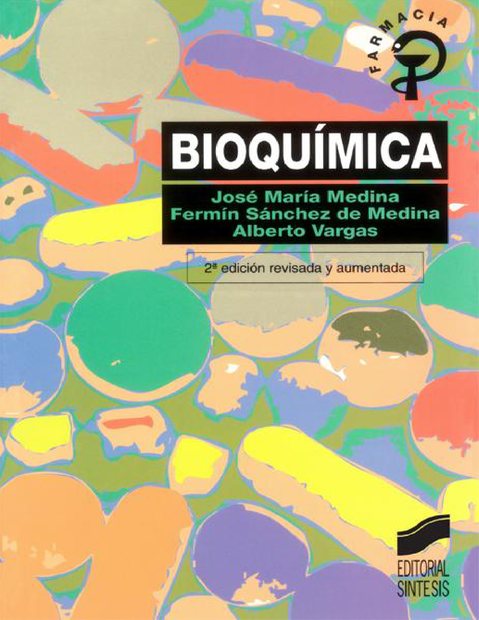 FARMACIA
BIOQUÍMICA
José María Medina
Fermín Sánchez de Medina
Alberto Vargas
2ª edición revisada y aumentada
EDITORIAL
SINTESIS